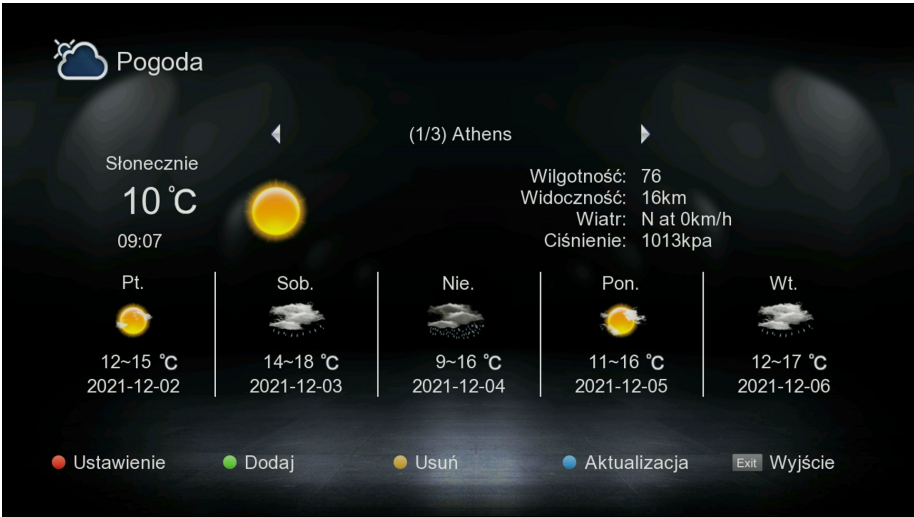 Pogoda
(1/3) Athens
Słonecznie
10 °C
09:07
Wilgotność: 76
Widoczność: 16km
Wiatr: N at 0km/h
Ciśnienie: 1013kpa
Pt. Sob. Nie. Pon. Wt.
12~15 °C 14~18 °C 9~16 °C 11~16 °C 12~17 °C
2021-12-02 2021-12-03 2021-12-04 2021-12-05 2021-12-06
Ustawienie Dodaj Usuń Aktualizacja Exit Wyjście